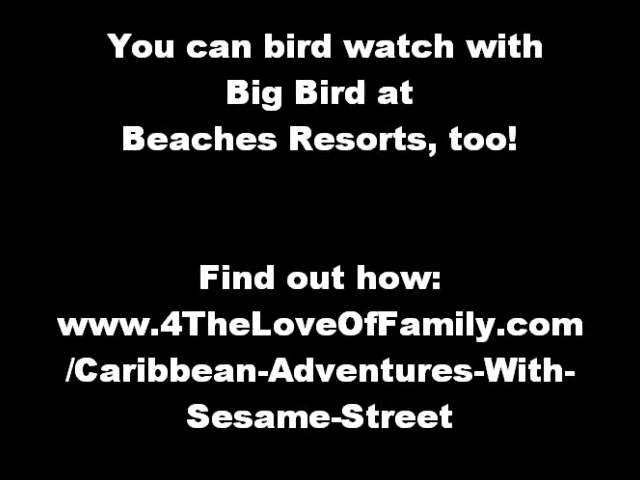 You can bird watch with
Big Bird at
Beaches Resorts, too!
Find out how:
www.4TheLoveOfFamily.com
/Caribbean-Adventures-With-
Sesame-Street